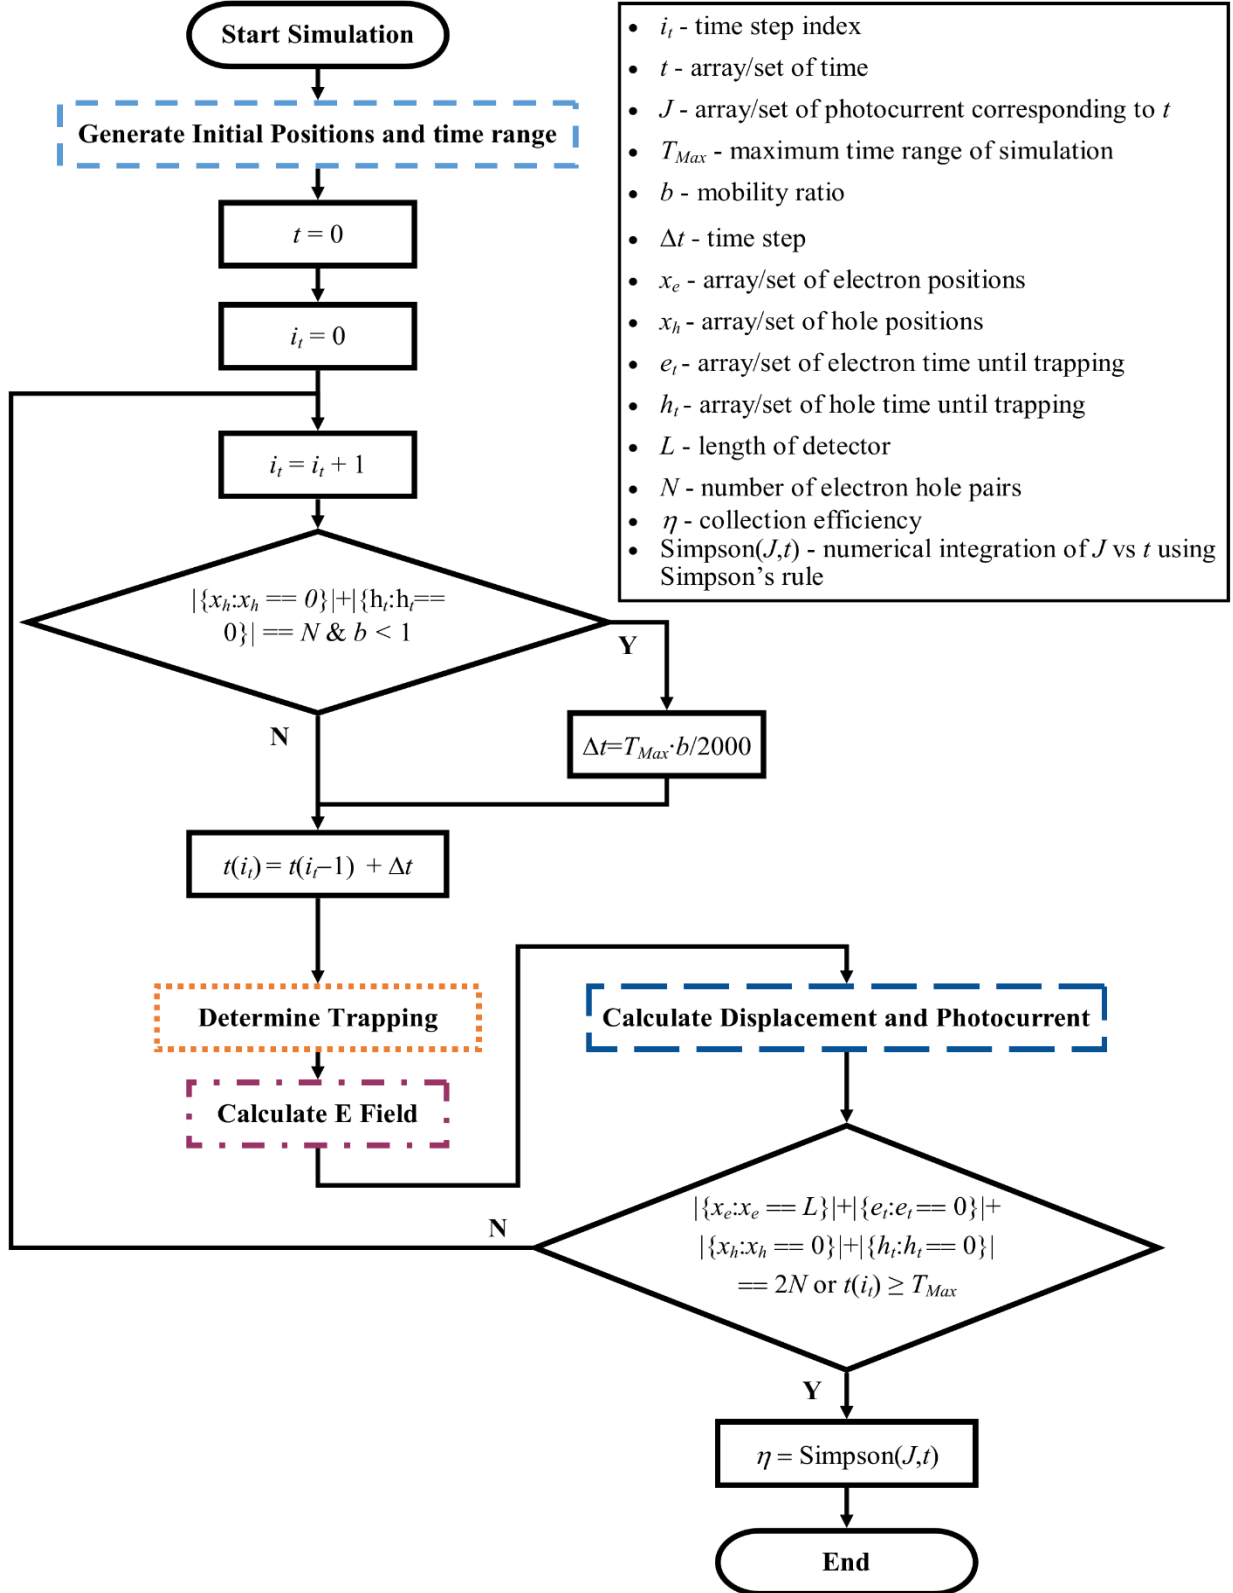 Start Simulation
Generate Initial Positions and time range
t = 0
i_t = 0
i_t = i_t + 1
|{x_h:x_h == 0}|+|{h_t:h_t==
0}| == N & b < 1
Y
N
Δt=T_Max·b/2000
t(i_t) = t(i_t–1) + Δt
Determine Trapping
Calculate E Field
Calculate Displacement and Photocurrent
|{x_e:x_e == L}|+|{e_t:e_t == 0}|+
|{x_h:x_h == 0}|+|{h_t:h_t == 0}|
== 2N or t(i_t) ≥ T_Max
N
Y
η = Simpson(J,t)
End
• i_t - time step index
• t - array/set of time
• J - array/set of photocurrent corresponding to t
• T_Max - maximum time range of simulation
• b - mobility ratio
• Δt - time step
• x_e - array/set of electron positions
• x_h - array/set of hole positions
• e_t - array/set of electron time until trapping
• h_t - array/set of hole time until trapping
• L - length of detector
• N - number of electron hole pairs
• η - collection efficiency
• Simpson(J,t) - numerical integration of J vs t using
Simpson’s rule